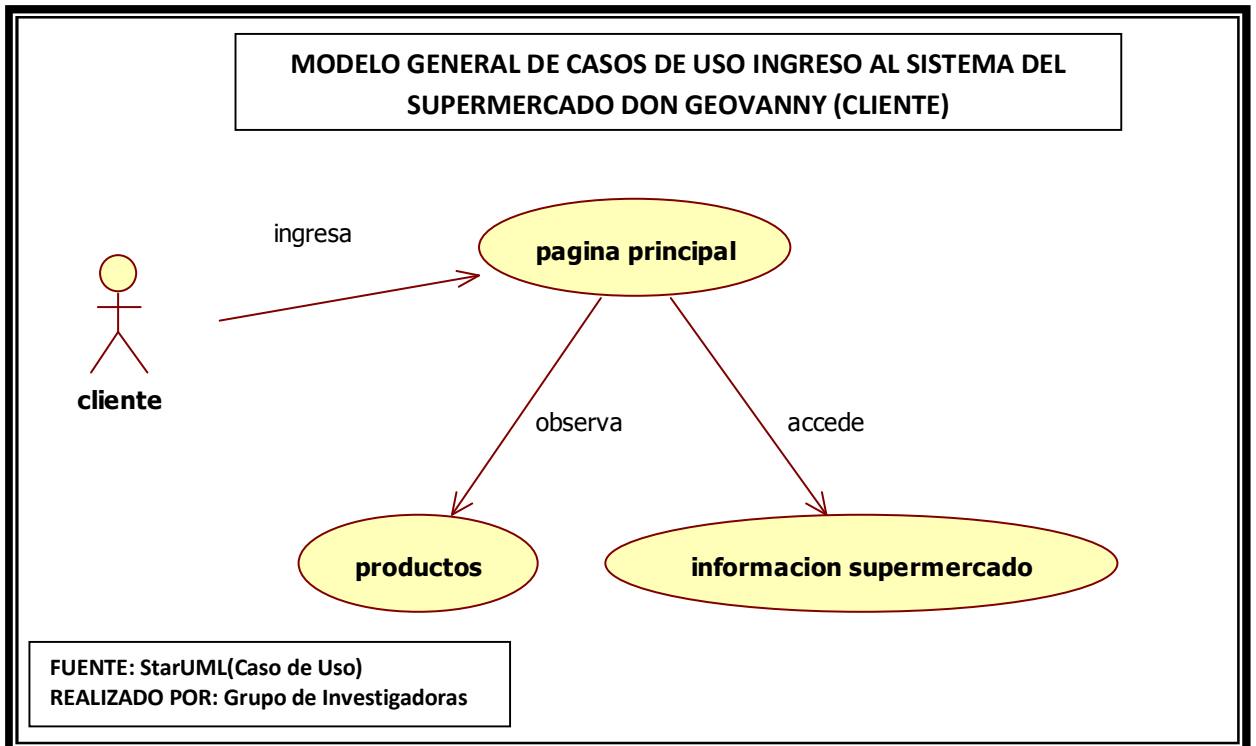 MODELO GENERAL DE CASOS DE USO INGRESO AL SISTEMA DEL
SUPERMERCADO DON GEOVANNY (CLIENTE)
ingresa
pagina principal
cliente
observa
accede
productos
informacion supermercado
FUENTE: StarUML(Caso de Uso)
REALIZADO POR: Grupo de Investigadoras